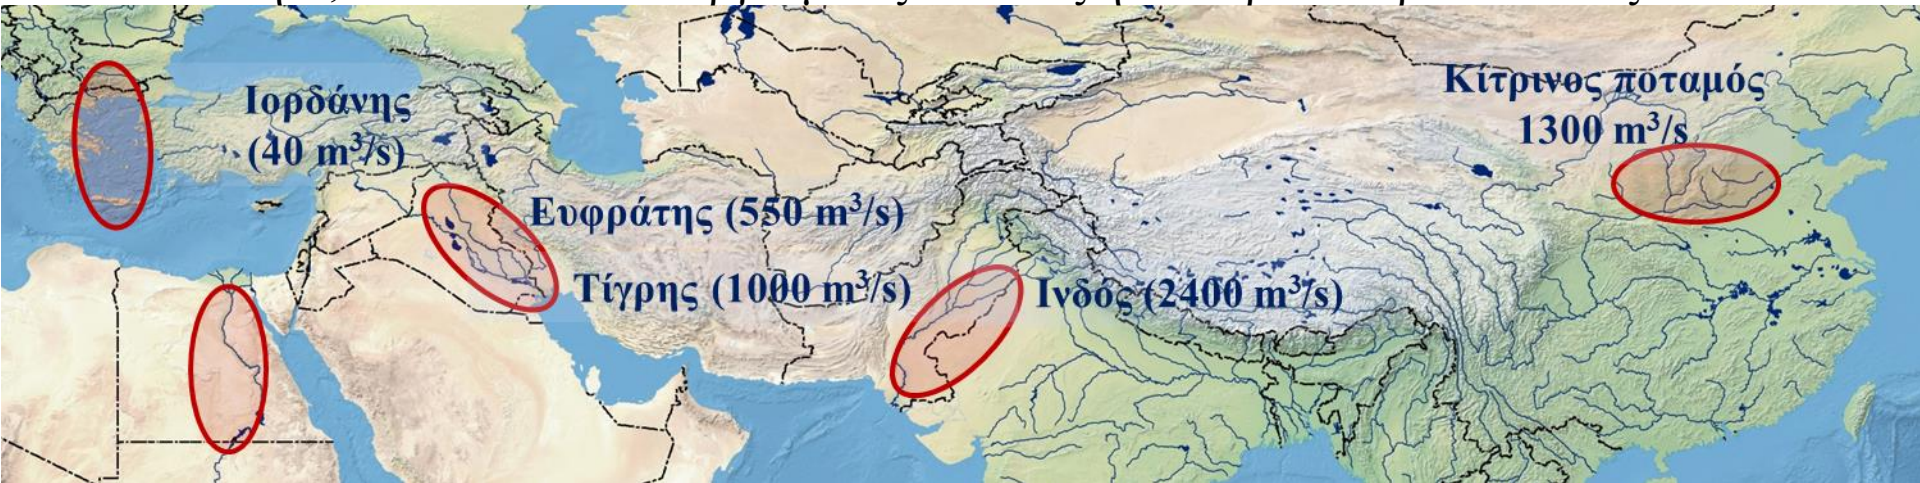 Ιορδάνης
(40 m³/s)
Κίτρινος ποταμός
1300 m³/s
Ευφράτης (550 m³/s)
Τίγρης (1000 m³/s)
Ινδός (2400 m³/s)